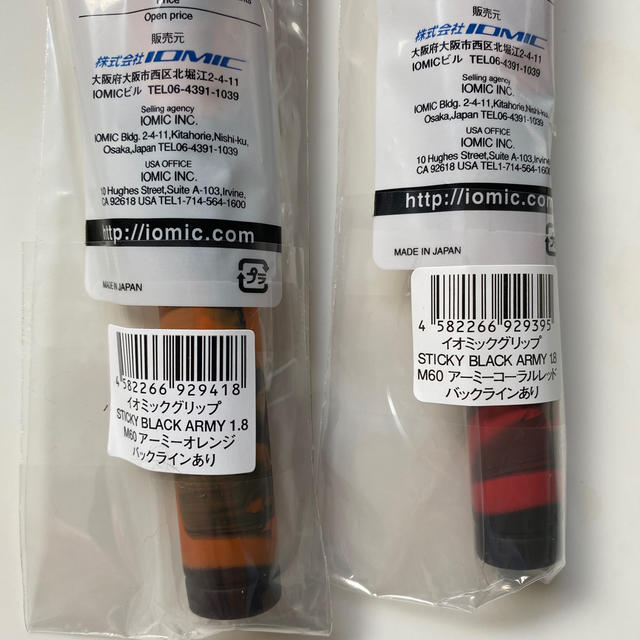 Price
Open price
販売元
株式会社IOMIC
大阪府大阪市西区北堀江2-4-11
IOMICビル TEL06-4391-1039
Selling agency
IOMIC INC.
IOMIC Bldg. 2-4-11,Kitahorie,Nishi-ku,
Osaka,Japan TEL06-4391-1039
USA OFFICE
IOMIC INC.
10 Hughes Street,Suite A-103,Irvine,
CA 92618 USA TEL1-714-564-1600
http://iomic.com
MADE IN JAPAN
プラ
4 582266 929418
イオミックグリップ
STICKY BLACK ARMY 1.8
M60 アーミーオレンジ
バックラインあり
販売元
株式会社IOMIC
大阪府大阪市西区北堀江2-4-11
IOMICビル TEL06-4391-1039
Selling agency
IOMIC INC.
IOMIC Bldg. 2-4-11,Kitahorie,Nishi-ku,
Osaka,Japan TEL06-4391-1039
USA OFFICE
IOMIC INC.
10 Hughes Street,Suite A-103,Irvine,
CA 92618 USA TEL1-714-564-1600
http://iomic.com
MADE IN JAPAN
プラ
4 582266 929395
イオミックグリップ
STICKY BLACK ARMY 1.8
M60 アーミーコーラルレッド
バックラインあり